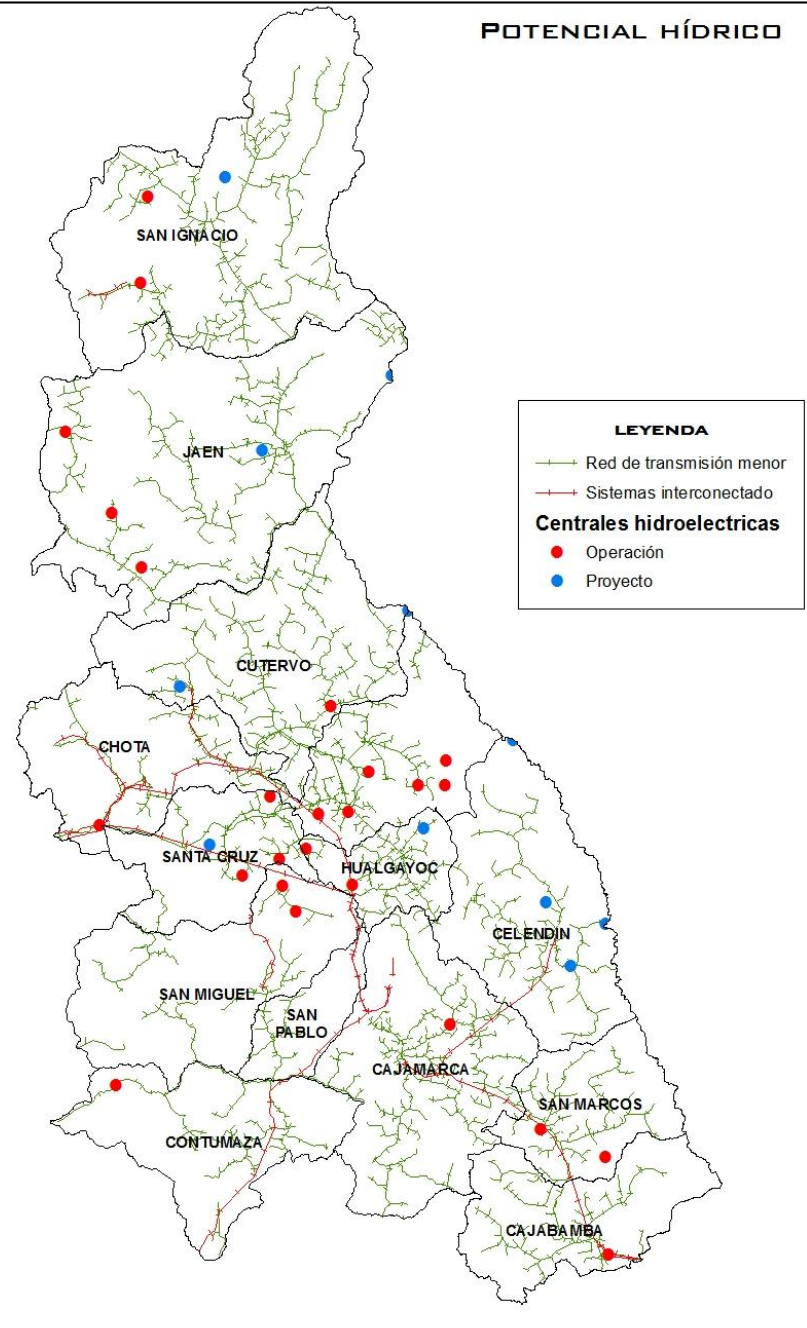 POTENCIAL HÍDRICO
SAN IGNACIO
LEYENDA
JAEN
Red de transmisión menor
Sistemas interconectado
Centrales hidroelectricas
Operación
Proyecto
CUTERVO
CHOTA
SANTA CRUZ
HUALGAYOC
CELENDIN
SAN MIGUEL
SAN
PABLO
CAJAMARCA
SAN MARCOS
CONTUMAZA
CAJABAMBA